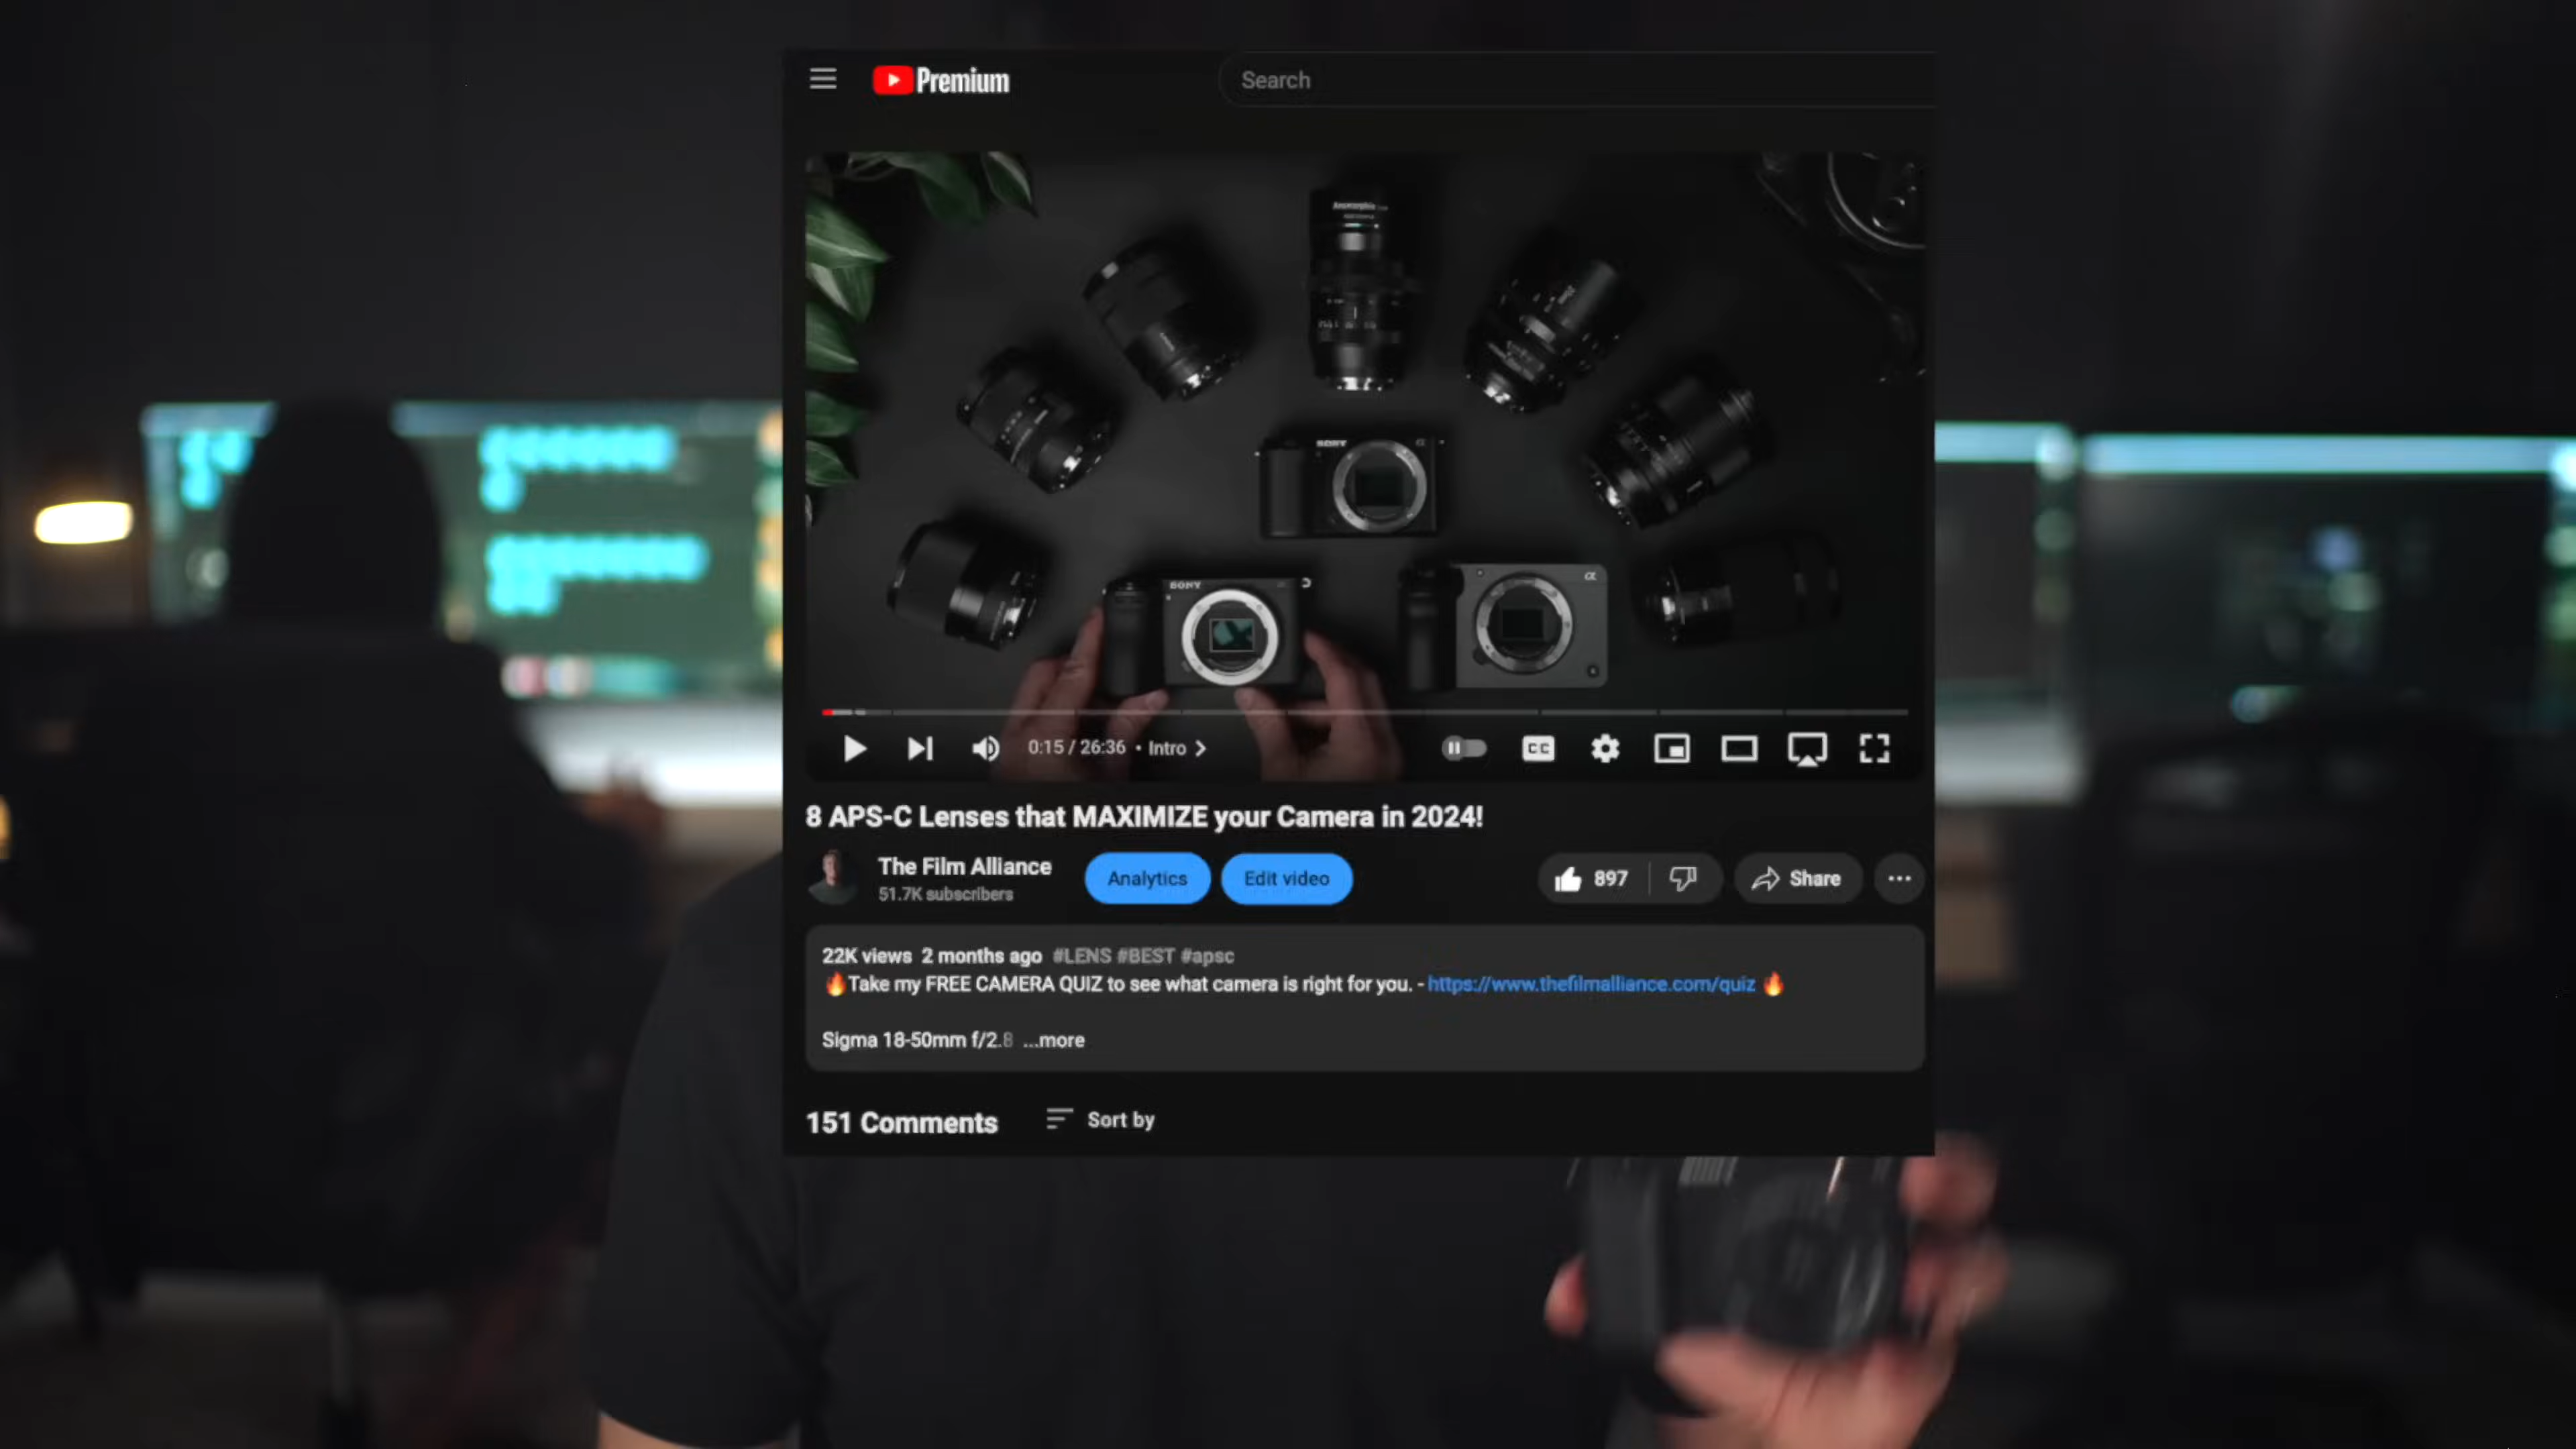 Premium
Search
SONY
SONY
0:15 / 26:36 • Intro
CC
8 APS-C Lenses that MAXIMIZE your Camera in 2024!
The Film Alliance
51.7K subscribers
Analytics
Edit video
897
Share
22K views 2 months ago #LENS #BEST #apsc
🔥Take my FREE CAMERA QUIZ to see what camera is right for you. - https://www.thefilmalliance.com/quiz 🔥
Sigma 18-50mm f/2.8 ...more
151 Comments
Sort by